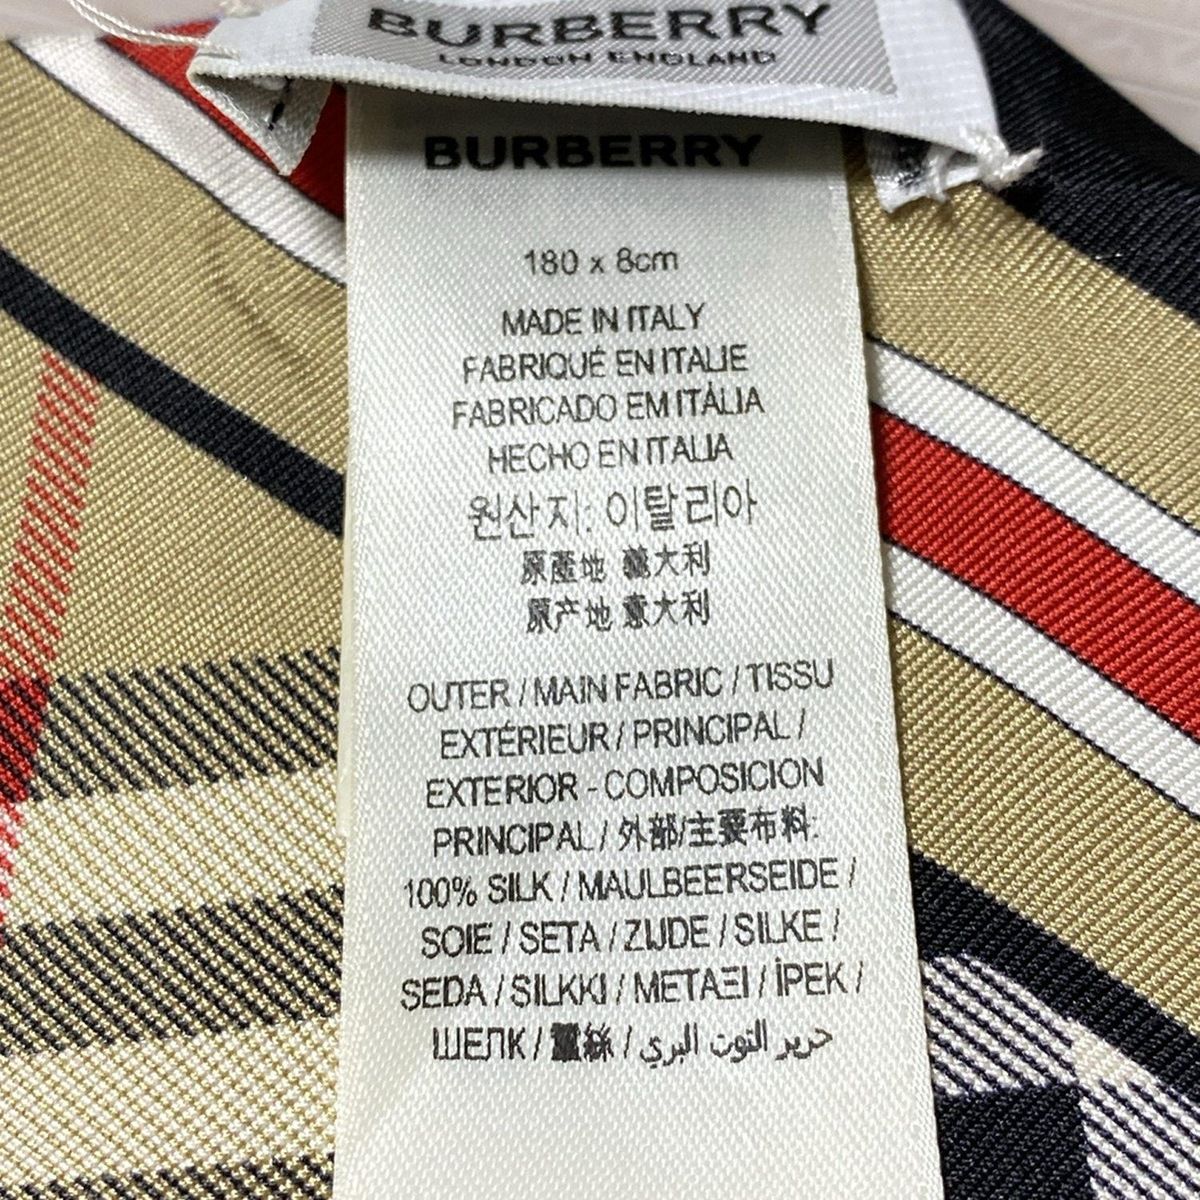 BURBERRY
LONDON ENGLAND
BURBERRY
180 x 8cm
MADE IN ITALY
FABRIQUÉ EN ITALIE
FABRICADO EM ITÁLIA
HECHO EN ITALIA
원산지: 이탈리아
原產地 義大利
原产地 意大利
OUTER / MAIN FABRIC / TISSU
EXTÉRIEUR / PRINCIPAL /
EXTERIOR - COMPOSICION
PRINCIPAL / 外部/主要布料:
100% SILK / MAULBEERSEIDE /
SOIE / SETA / ZIJDE / SILKE /
SEDA / SILKKI / ΜΕΤΑΞΙ / İPEK /
ШЕЛК / 蠶絲 / حرير التوت البري